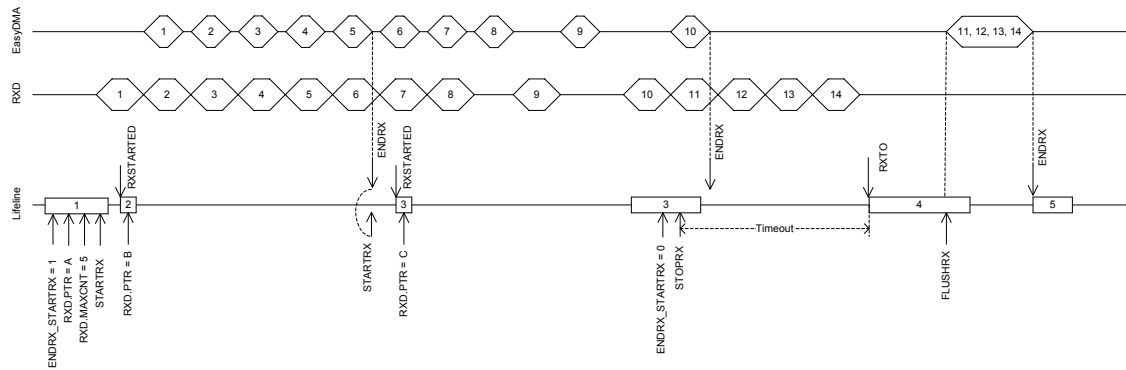 EasyDMA
1
2
3
4
5
6
7
8
9
10
11, 12, 13, 14
RXD
1
2
3
4
5
6
7
8
9
10
11
12
13
14
RXSTARTED
ENDRX
RXSTARTED
ENDRX
RXTO
ENDRX
Lifeline
1
2
3
3
4
5
Timeout
ENDRX_STARTRX = 1
RXD.PTR = A
RXD.MAXCNT = 5
STARTRX
RXD.PTR = B
STARTRX
RXD.PTR = C
ENDRX_STARTRX = 0
STOPRX
FLUSHRX